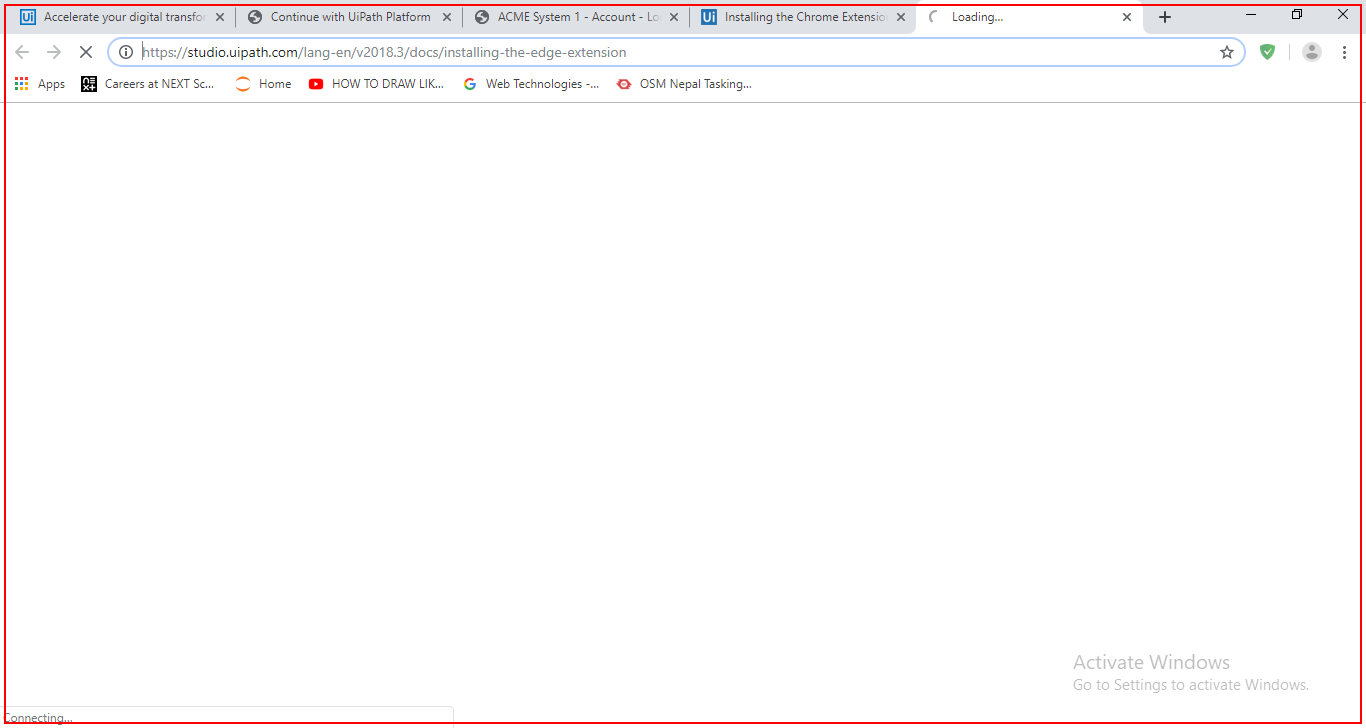 Ui Accelerate your digital transfor
Continue with UiPath Platform
ACME System 1 - Account - Lo
Ui Installing the Chrome Extensio
Loading...
https://studio.uipath.com/lang-en/v2018.3/docs/installing-the-edge-extension
Apps
Careers at NEXT Sc...
Home
HOW TO DRAW LIK...
Web Technologies -...
OSM Nepal Tasking...
Activate Windows
Go to Settings to activate Windows.
Connecting...